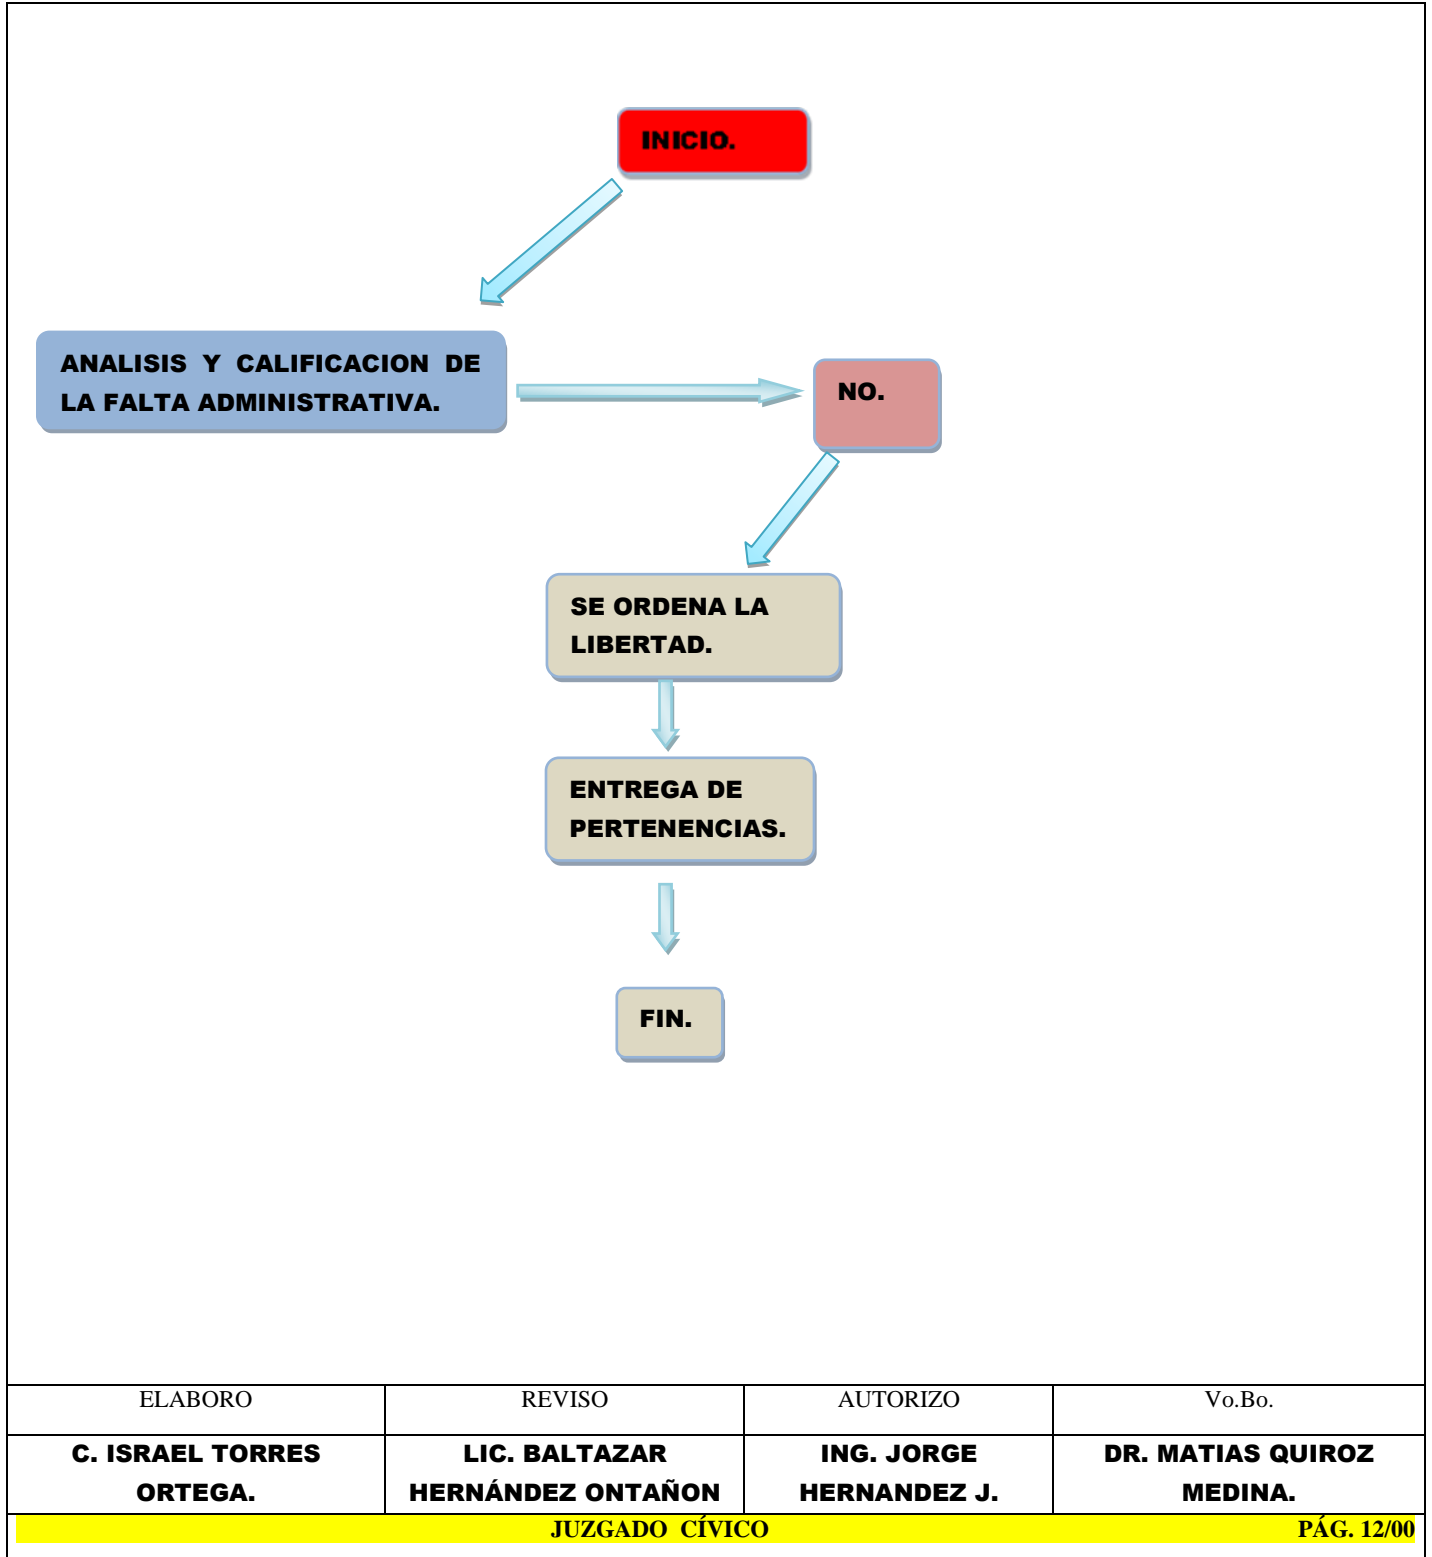 INICIO.
ANALISIS Y CALIFICACION DE
LA FALTA ADMINISTRATIVA.
NO.
SE ORDENA LA
LIBERTAD.
ENTREGA DE
PERTENENCIAS.
FIN.
ELABORO REVISO AUTORIZO Vo.Bo.
C. ISRAEL TORRES LIC. BALTAZAR ING. JORGE DR. MATIAS QUIROZ
ORTEGA. HERNÁNDEZ ONTAÑON HERNANDEZ J. MEDINA.
JUZGADO CÍVICO PÁG. 12/00